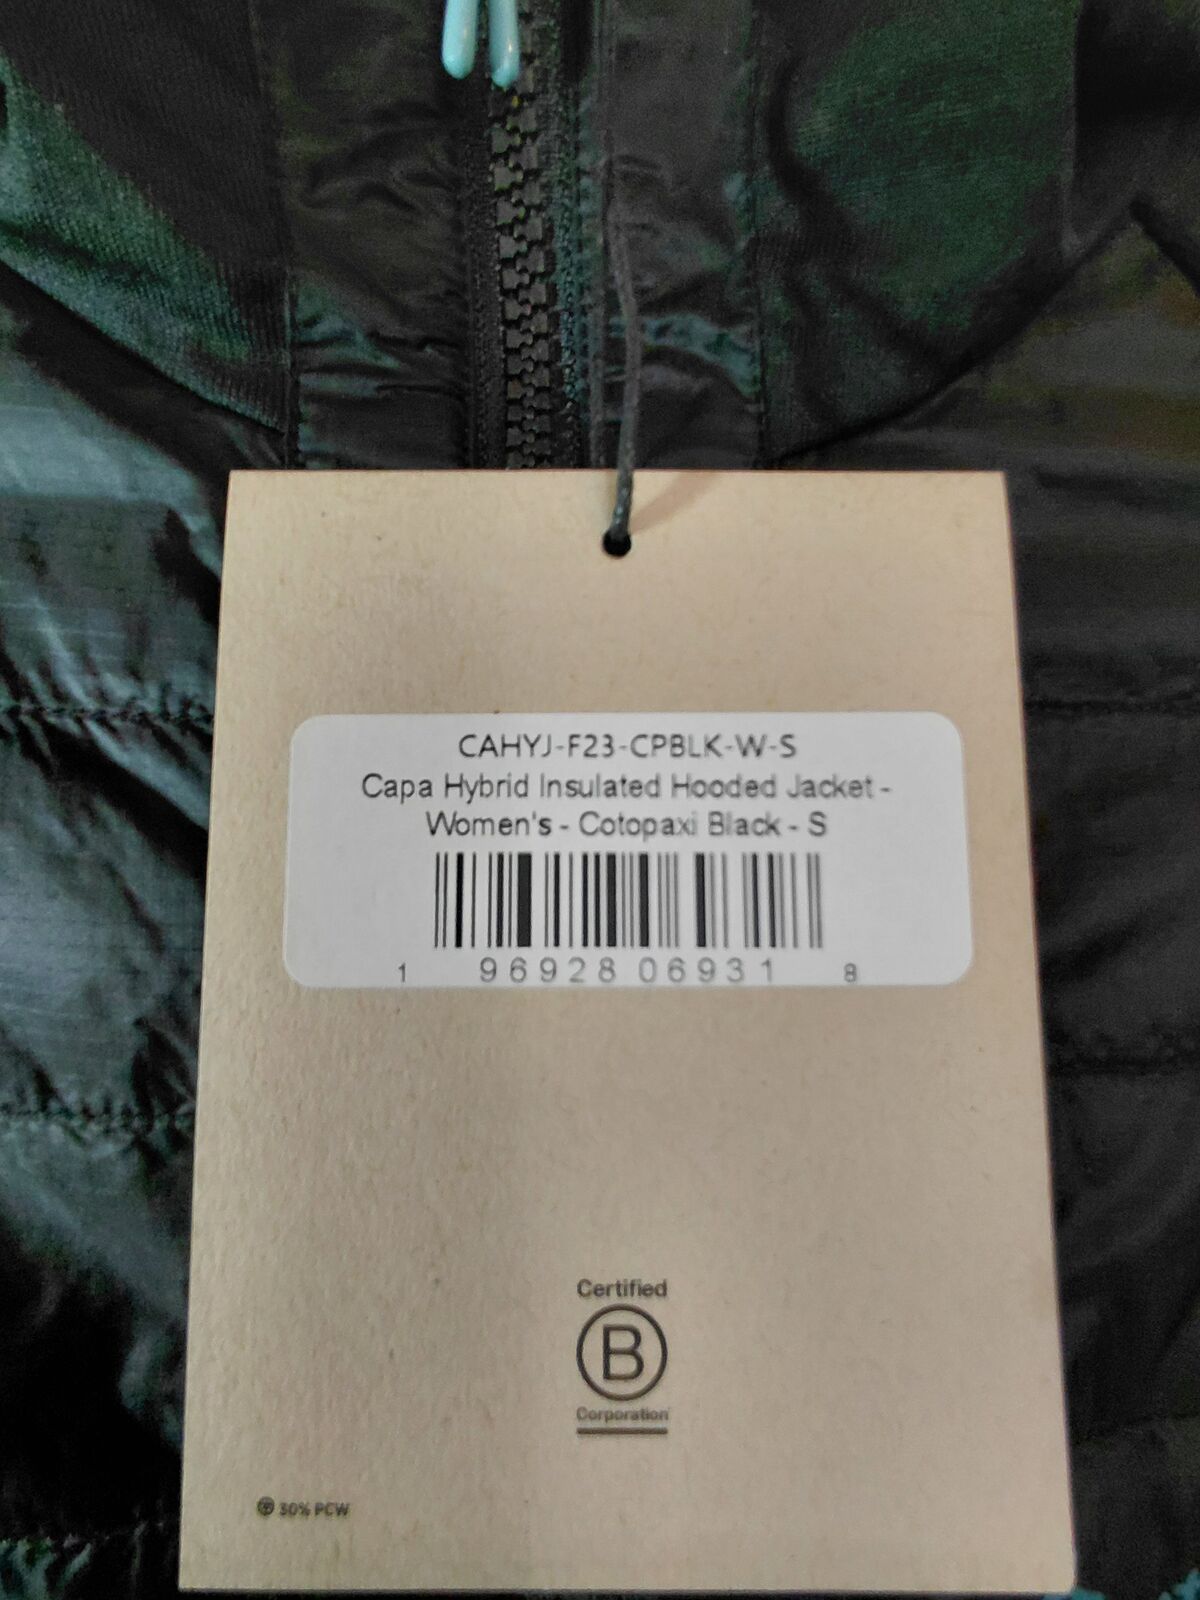 CAHYJ-F23-CPBLK-W-S
Capa Hybrid Insulated Hooded Jacket -
Women's - Cotopaxi Black - S
1 96928 06931 8
Certified
B
Corporation
30% PCW